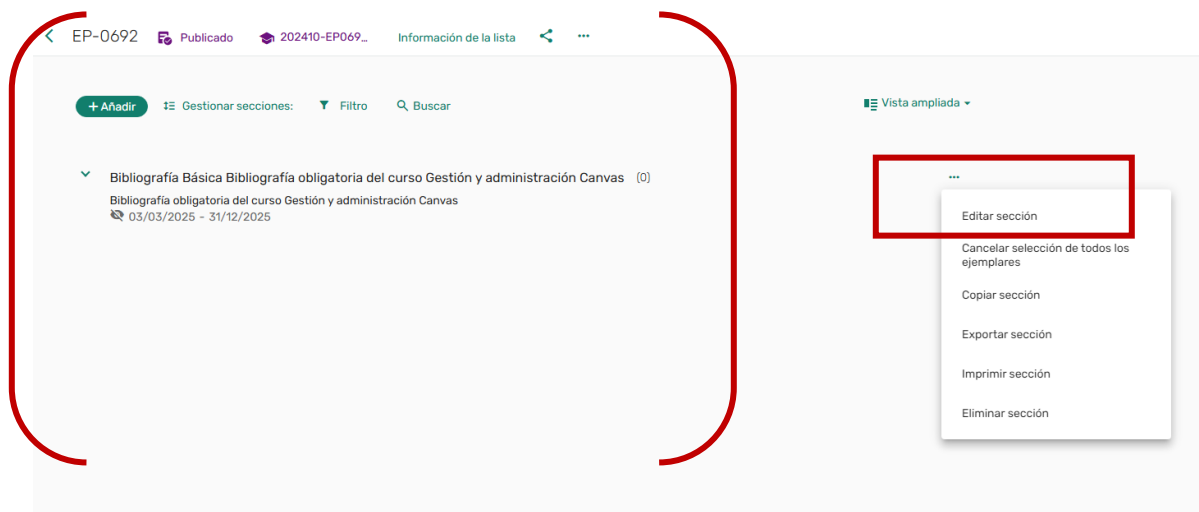 EP-0692 Publicado 202410-EP069... Información de la lista ...
+ Añadir Gestionar secciones: Filtro Buscar Vista ampliada
Bibliografía Básica Bibliografía obligatoria del curso Gestión y administración Canvas (0) ...
Bibliografía obligatoria del curso Gestión y administración Canvas
03/03/2025 - 31/12/2025
Editar sección
Cancelar selección de todos los
ejemplares
Copiar sección
Exportar sección
Imprimir sección
Eliminar sección